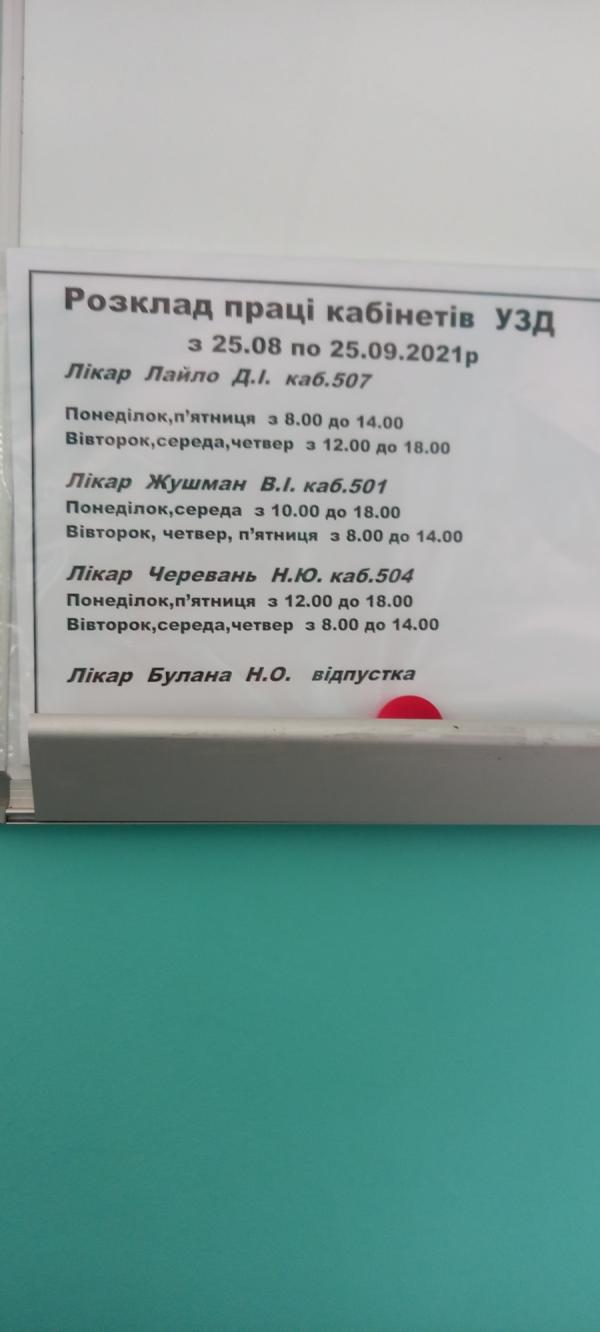 Розклад праці кабінетів УЗД
з 25.08 по 25.09.2021р
Лікар Лайло Д.І. каб.507
Понеділок,п'ятниця з 8.00 до 14.00
Вівторок,середа,четвер з 12.00 до 18.00
Лікар Жушман В.І. каб.501
Понеділок,середа з 10.00 до 18.00
Вівторок, четвер, п'ятниця з 8.00 до 14.00
Лікар Черевань Н.Ю. каб.504
Понеділок,п'ятниця з 12.00 до 18.00
Вівторок,середа,четвер з 8.00 до 14.00
Лікар Булана Н.О. відпустка